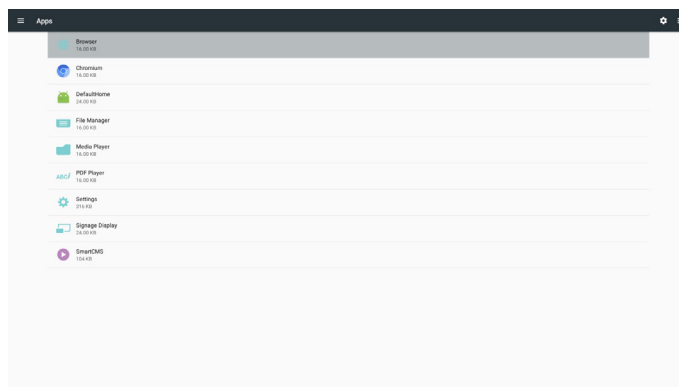 Apps
Browser
16.00 KB
Chromium
16.00 KB
DefaultHome
24.00 KB
File Manager
16.00 KB
Media Player
16.00 KB
ABC
PDF Player
16.00 KB
Settings
216 KB
Signage Display
24.00 KB
SmartCMS
104 KB